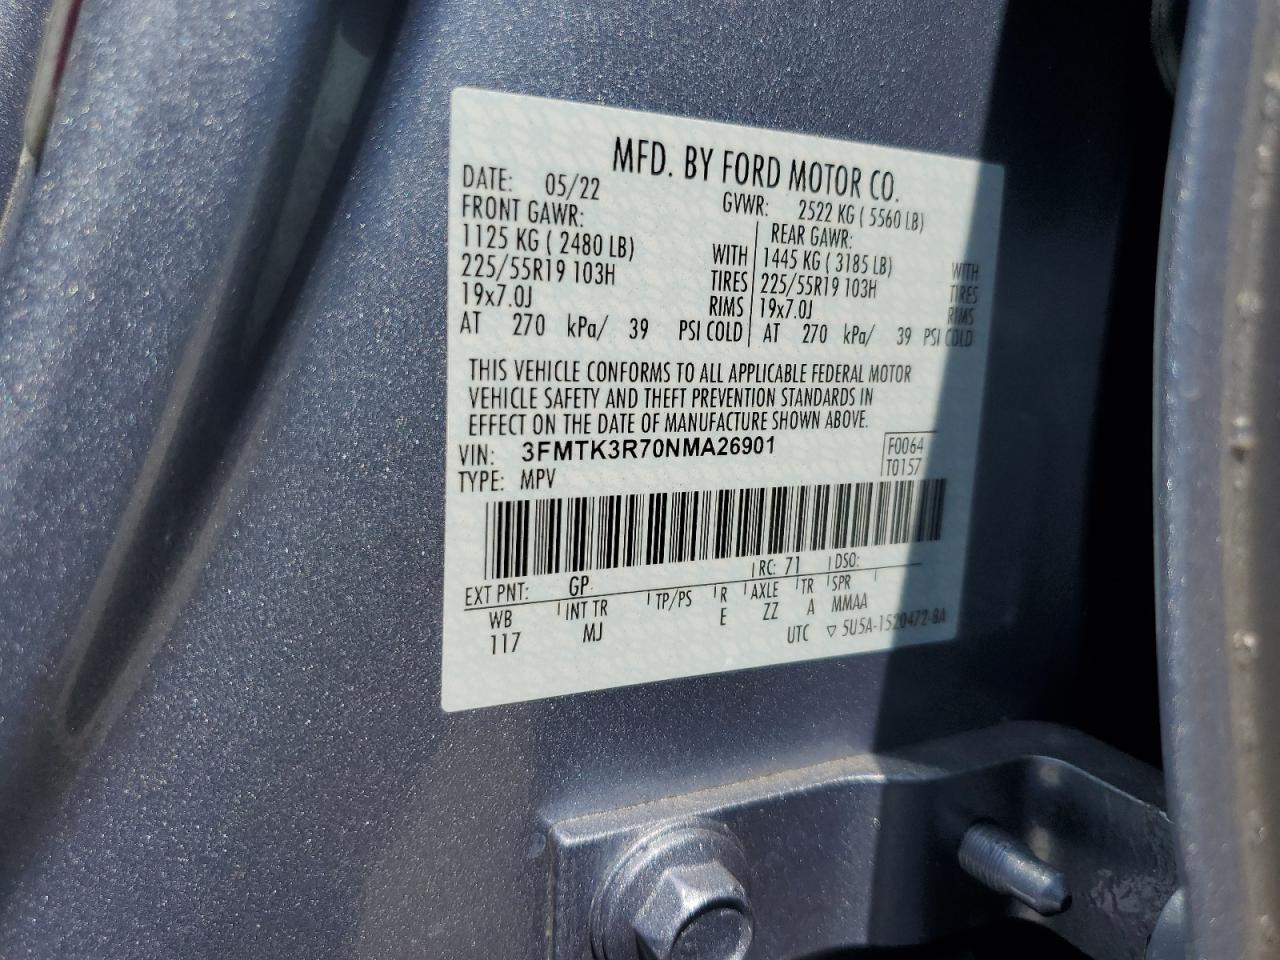 MFD. BY FORD MOTOR CO.
DATE: 05/22 GVWR: 2522 KG ( 5560 LB)
FRONT GAWR: REAR GAWR:
1125 KG ( 2480 LB) WITH 1445 KG ( 3185 LB) WITH
225/55R19 103H TIRES 225/55R19 103H TIRES
19x7.0J RIMS 19x7.0J RIMS
AT 270 kPa/ 39 PSI COLD AT 270 kPa/ 39 PSI COLD
THIS VEHICLE CONFORMS TO ALL APPLICABLE FEDERAL MOTOR
VEHICLE SAFETY AND THEFT PREVENTION STANDARDS IN
EFFECT ON THE DATE OF MANUFACTURE SHOWN ABOVE.
VIN: 3FMTK3R70NMA26901 F0064
TYPE: MPV T0157
EXT PNT: GP RC: 71 DSO:
WB INT TR TP/PS R AXLE TR SPR
117 MJ E ZZ A MMAA
UTC ▽ 5U5A-1520472-BA